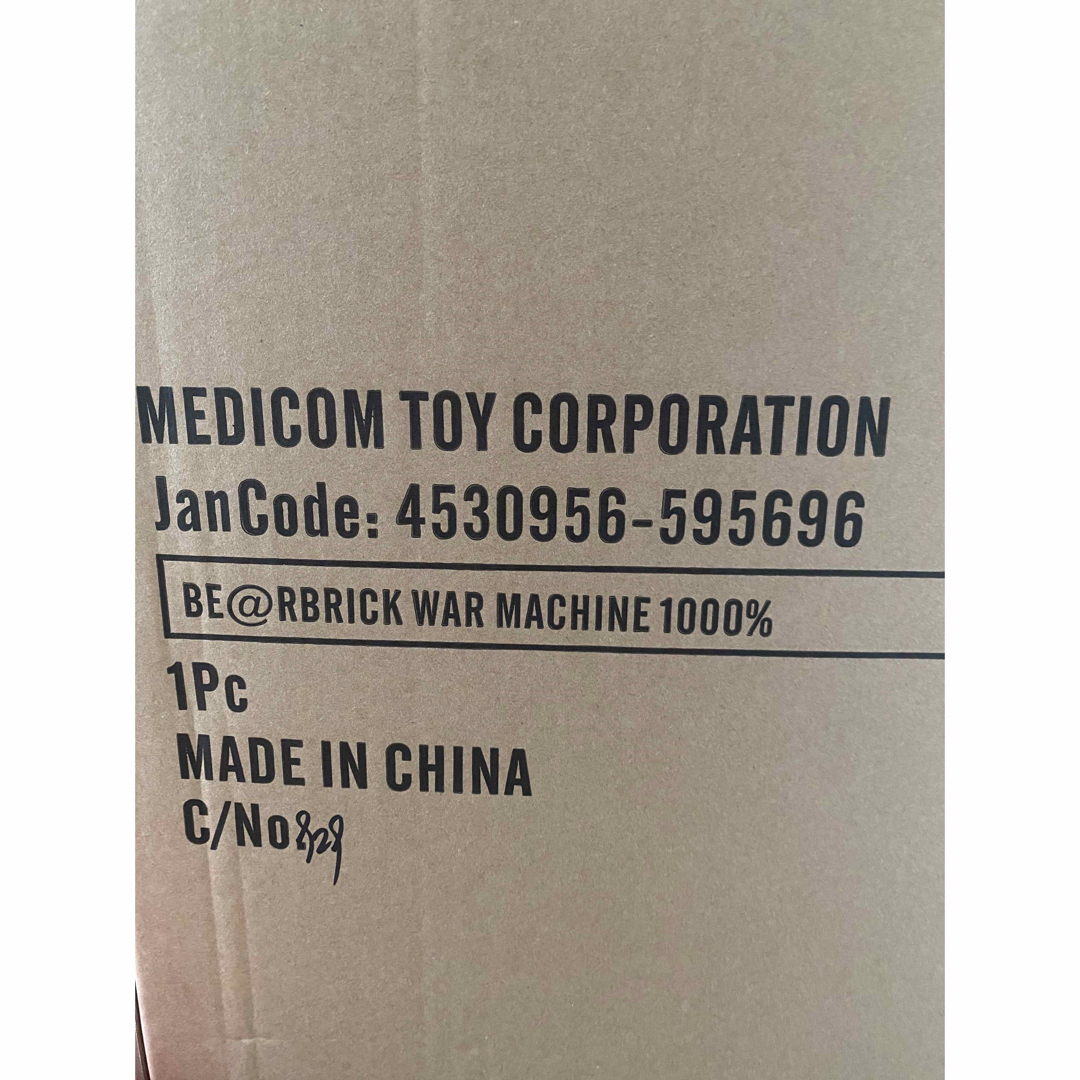 MEDICOM TOY CORPORATION
JanCode: 4530956-595696
BE@RBRICK WAR MACHINE 1000%
1Pc
MADE IN CHINA
C/No